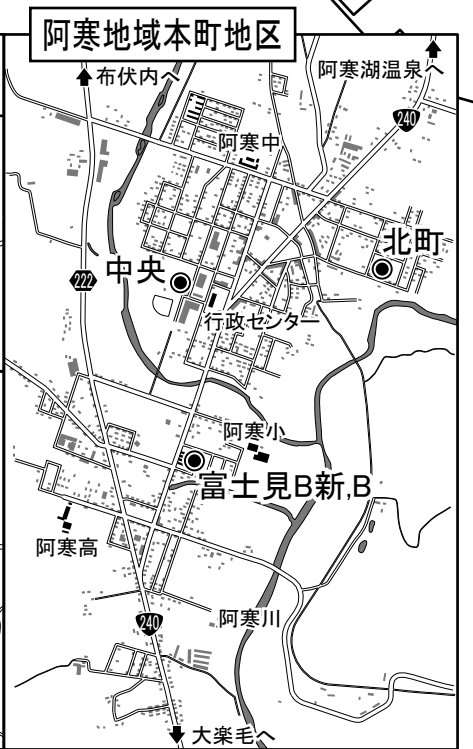 阿寒地域本町地区
布伏内へ
阿寒湖温泉へ
240
阿寒中
北町
中央
222
行政センター
阿寒小
富士見B新,B
阿寒高
阿寒川
240
大楽毛へ